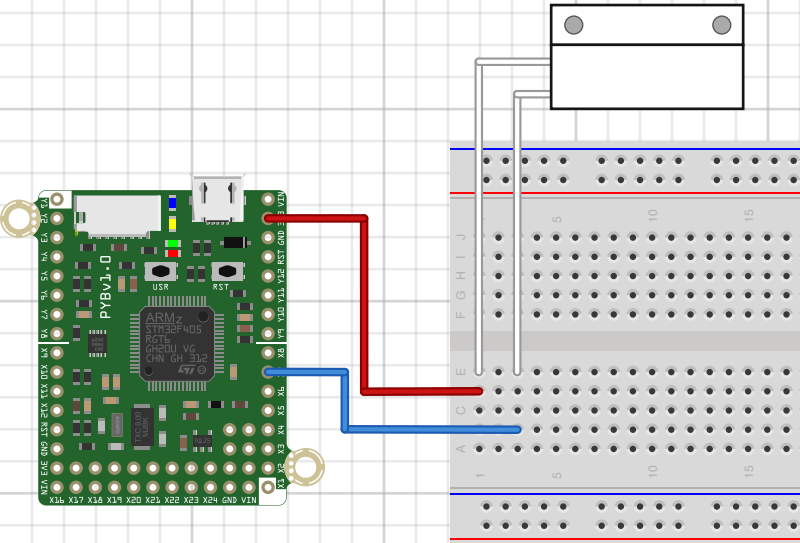 Y1
Y2
Y3
Y4
Y5
Y6
Y7
Y8
X9
X10
X11
X12
RST
GND
3V3
VIN
PYBv1.0
USR
RST
VIN
GND
RST
Y12
Y11
Y10
Y9
X8
X6
X5
X4
X3
X2
X1
ARM
STM32F405
RGT6
GH20U VG
CHN GH 312
X16 X17 X18 X19 X20 X21 X22 X23 X24 GND VIN
5 10 15
J
I
H
G
F
E
C
A
1 5 10 15